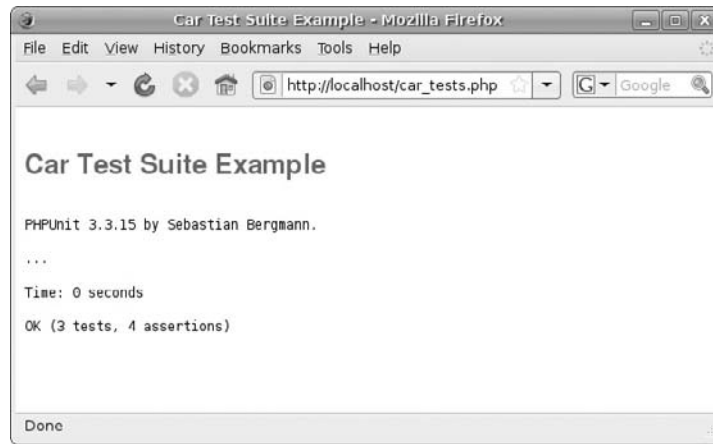 Car Test Suite Example - Mozilla Firefox
File Edit View History Bookmarks Tools Help
http://localhost/car_tests.php G Google
Car Test Suite Example
PHPUnit 3.3.15 by Sebastian Bergmann.
...
Time: 0 seconds
OK (3 tests, 4 assertions)
Done